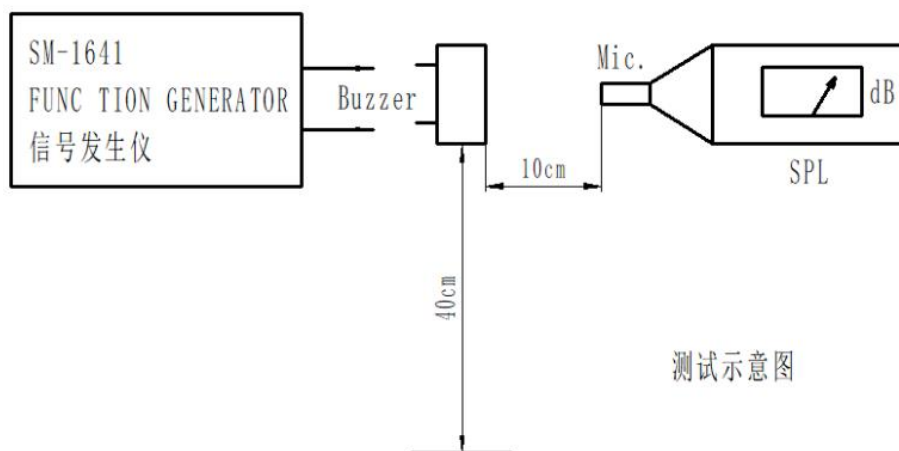 SM-1641
FUNC TION GENERATOR
信号发生仪
Buzzer
Mic.
dB
SPL
10cm
40cm
测试示意图